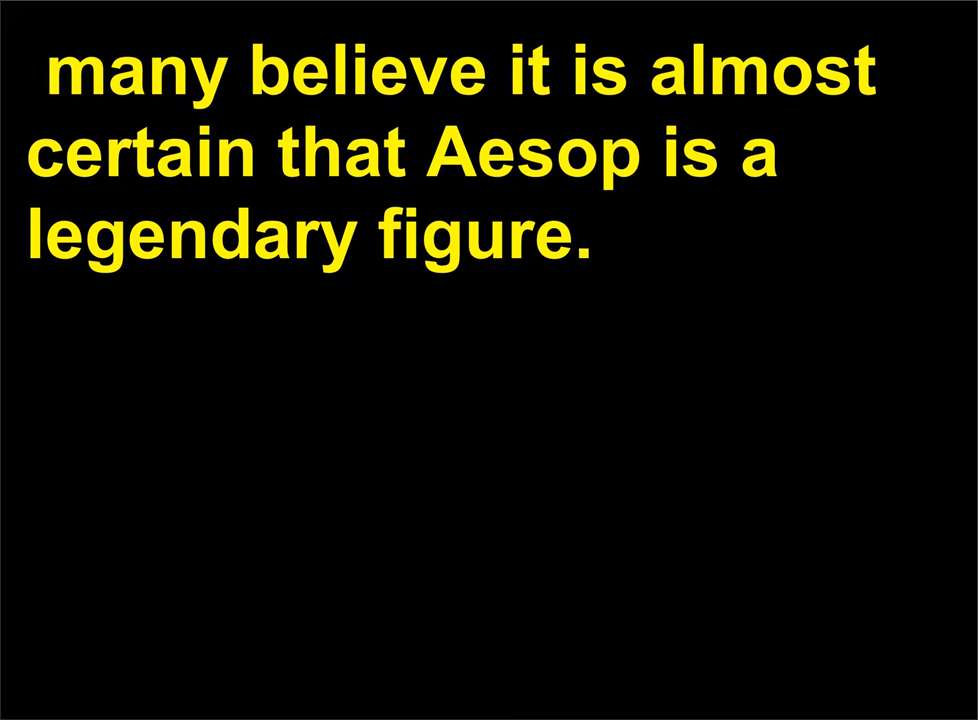 many believe it is almost
certain that Aesop is a
legendary figure.